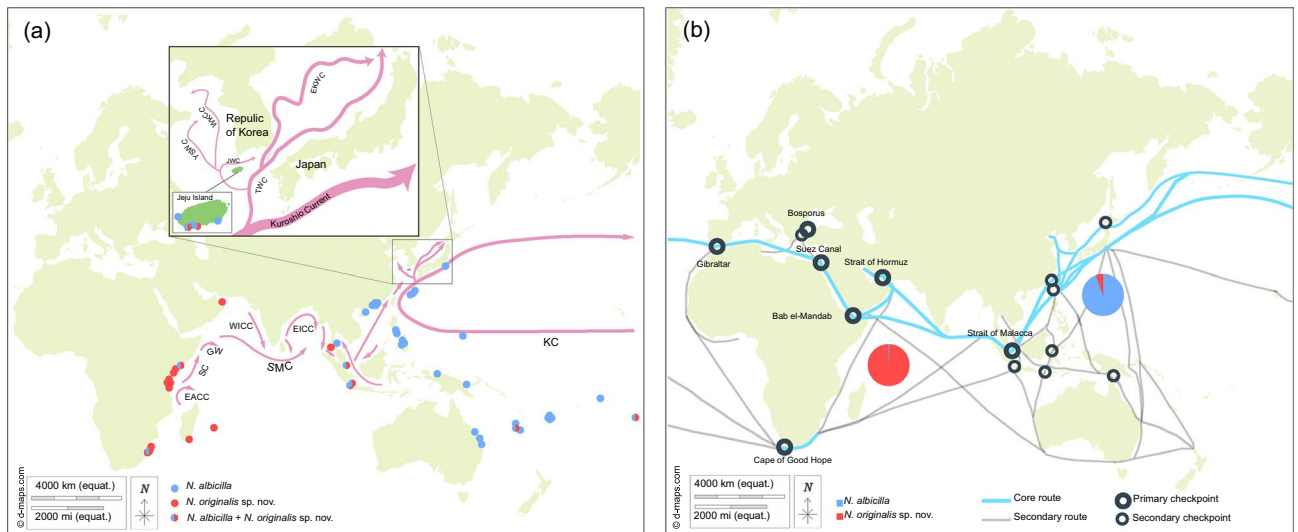 (a)
EKWC
WKCC
Repulic
of Korea
YSWC
JWC
Japan
TWC
Jeju Island
Kuroshio Current
WICC
EICC
GW
SC
SMC
KC
EACC
© d-maps.com
4000 km (equat.)
2000 mi (equat.)
N
N. albicilla
N. originalis sp. nov.
N. albicilla + N. originalis sp. nov.
(b)
Bosporus
Suez Canal
Gibraltar
Strait of Hormuz
Bab el-Mandab
Strait of Malacca
Cape of Good Hope
© d-maps.com
4000 km (equat.)
2000 mi (equat.)
N
N. albicilla
N. originalis sp. nov.
Core route
Secondary route
Primary checkpoint
Secondary checkpoint